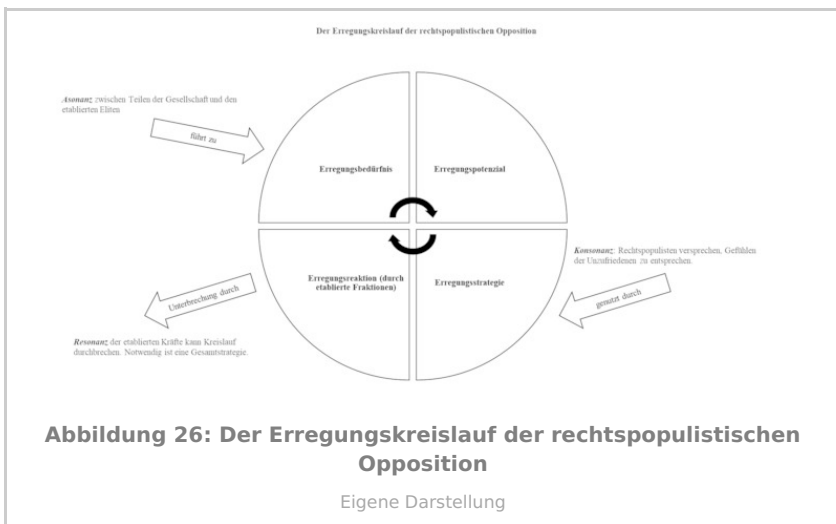 Der Erregungskreislauf der rechtspopulistischen Opposition
Asonanz zwischen Teilen der Gesellschaft und den
etablierten Eliten
führt zu
Erregungsbedürfnis
Erregungspotenzial
Konsonanz: Rechtspopulisten versprechen, Gefühlen
der Unzufriedenen zu entsprechen.
genutzt durch
Erregungsreaktion (durch
etablierte Fraktionen)
Erregungsstrategie
Unterbrechung durch
Resonanz der etablierten Kräfte kann Kreislauf
durchbrechen. Notwendig ist eine Gesamtstrategie.
Abbildung 26: Der Erregungskreislauf der rechtspopulistischen
Opposition
Eigene Darstellung